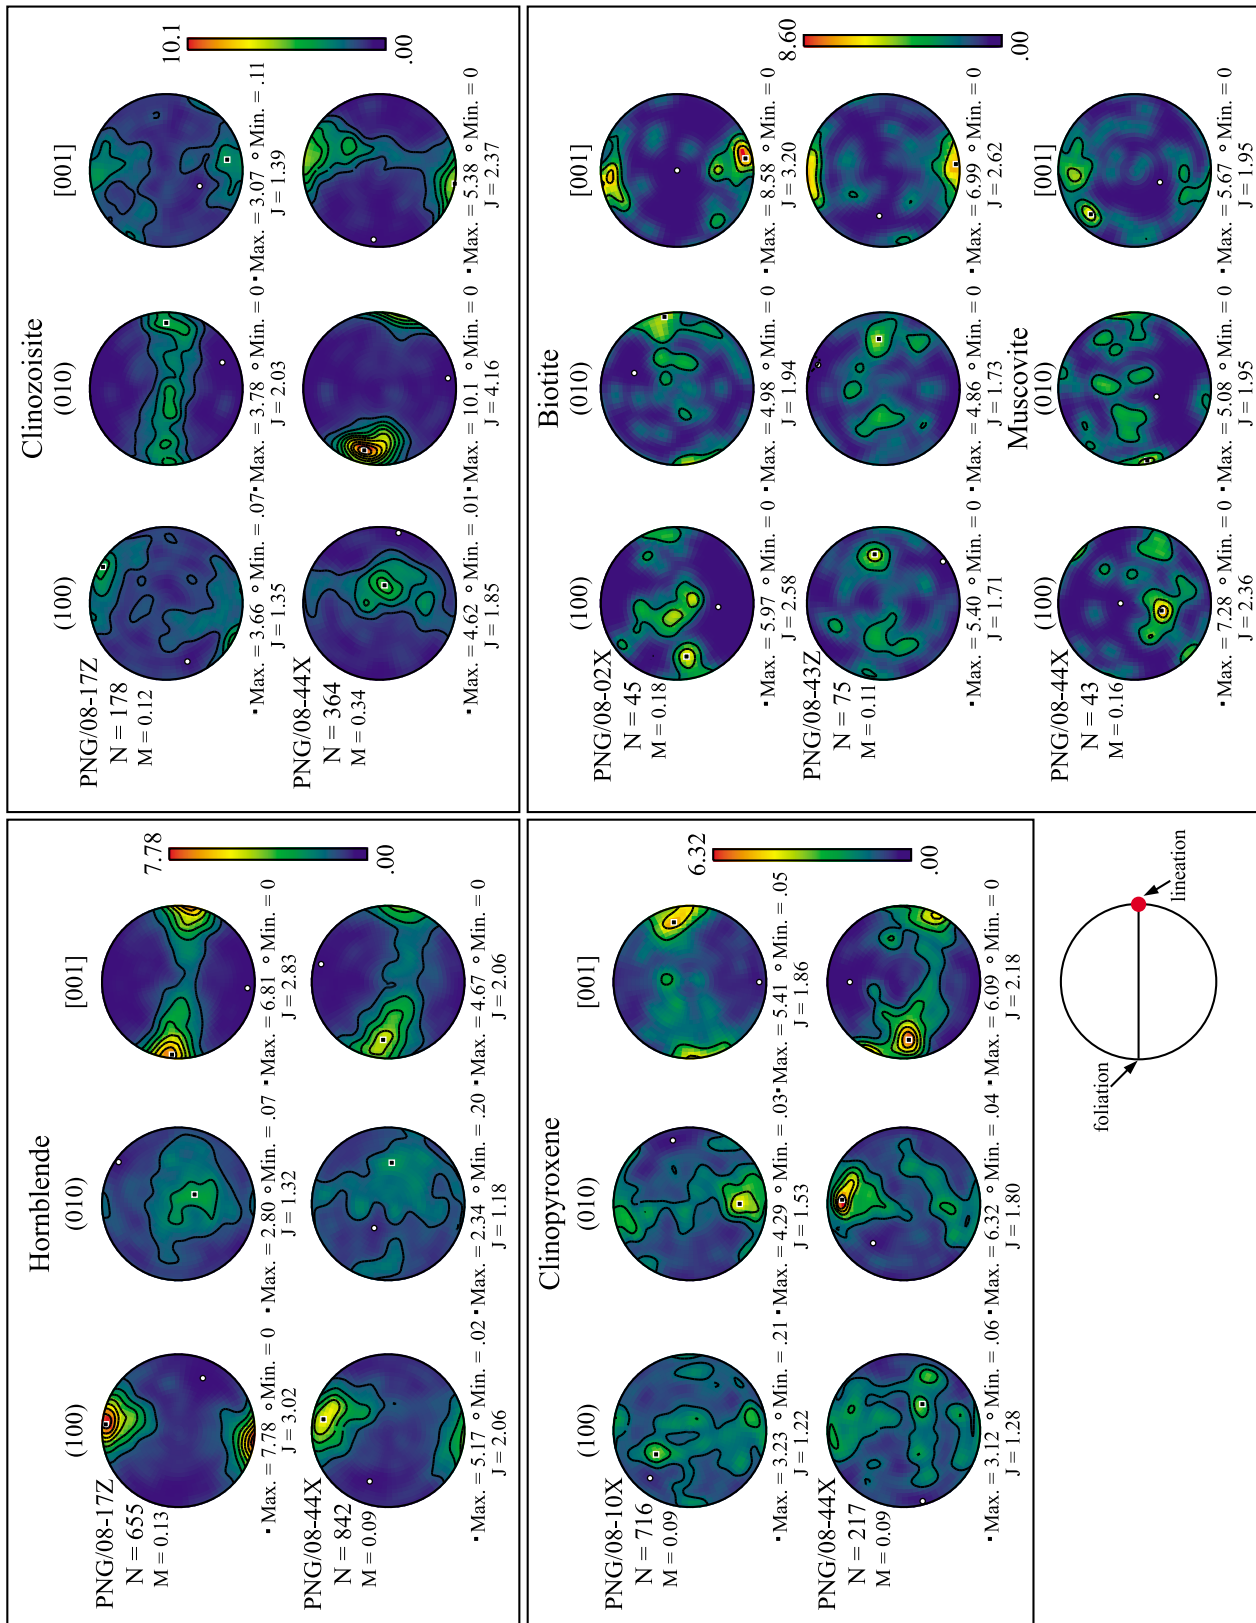 Hornblende
(100) (010) [001]
PNG/08-17Z
N = 655
M = 0.13
7.78
.00
▪ Max. = 7.78 ○ Min. = 0 ▪ Max. = 2.80 ○ Min. = .07 ▪ Max. = 6.81 ○ Min. = 0
J = 3.02 J = 1.32 J = 2.83
PNG/08-44X
N = 842
M = 0.09
▪ Max. = 5.17 ○ Min. = .02 ▪ Max. = 2.34 ○ Min. = .20 ▪ Max. = 4.67 ○ Min. = 0
J = 2.06 J = 1.18 J = 2.06
Clinozoisite
(100) (010) [001]
PNG/08-17Z
N = 178
M = 0.12
10.1
.00
▪ Max. = 3.66 ○ Min. = .07 ▪ Max. = 3.78 ○ Min. = 0 ▪ Max. = 3.07 ○ Min. = .11
J = 1.35 J = 2.03 J = 1.39
PNG/08-44X
N = 364
M = 0.34
▪ Max. = 4.62 ○ Min. = .01 ▪ Max. = 10.1 ○ Min. = 0 ▪ Max. = 5.38 ○ Min. = 0
J = 1.85 J = 4.16 J = 2.37
Clinopyroxene
(100) (010) [001]
PNG/08-10X
N = 716
M = 0.09
6.32
.00
▪ Max. = 3.23 ○ Min. = .21 ▪ Max. = 4.29 ○ Min. = .03 ▪ Max. = 5.41 ○ Min. = .05
J = 1.22 J = 1.53 J = 1.86
PNG/08-44X
N = 217
M = 0.09
▪ Max. = 3.12 ○ Min. = .06 ▪ Max. = 6.32 ○ Min. = .04 ▪ Max. = 6.09 ○ Min. = 0
J = 1.28 J = 1.80 J = 2.18
Biotite
(100) (010) [001]
PNG/08-02X
N = 45
M = 0.18
8.60
.00
▪ Max. = 5.97 ○ Min. = 0 ▪ Max. = 4.98 ○ Min. = 0 ▪ Max. = 8.58 ○ Min. = 0
J = 2.58 J = 1.94 J = 3.20
PNG/08-43Z
N = 75
M = 0.11
▪ Max. = 5.40 ○ Min. = 0 ▪ Max. = 4.86 ○ Min. = 0 ▪ Max. = 6.99 ○ Min. = 0
J = 1.71 J = 1.73 J = 2.62
Muscovite
(100) (010) [001]
PNG/08-44X
N = 43
M = 0.16
▪ Max. = 7.28 ○ Min. = 0 ▪ Max. = 5.08 ○ Min. = 0 ▪ Max. = 5.67 ○ Min. = 0
J = 2.36 J = 1.95 J = 1.95
foliation
lineation